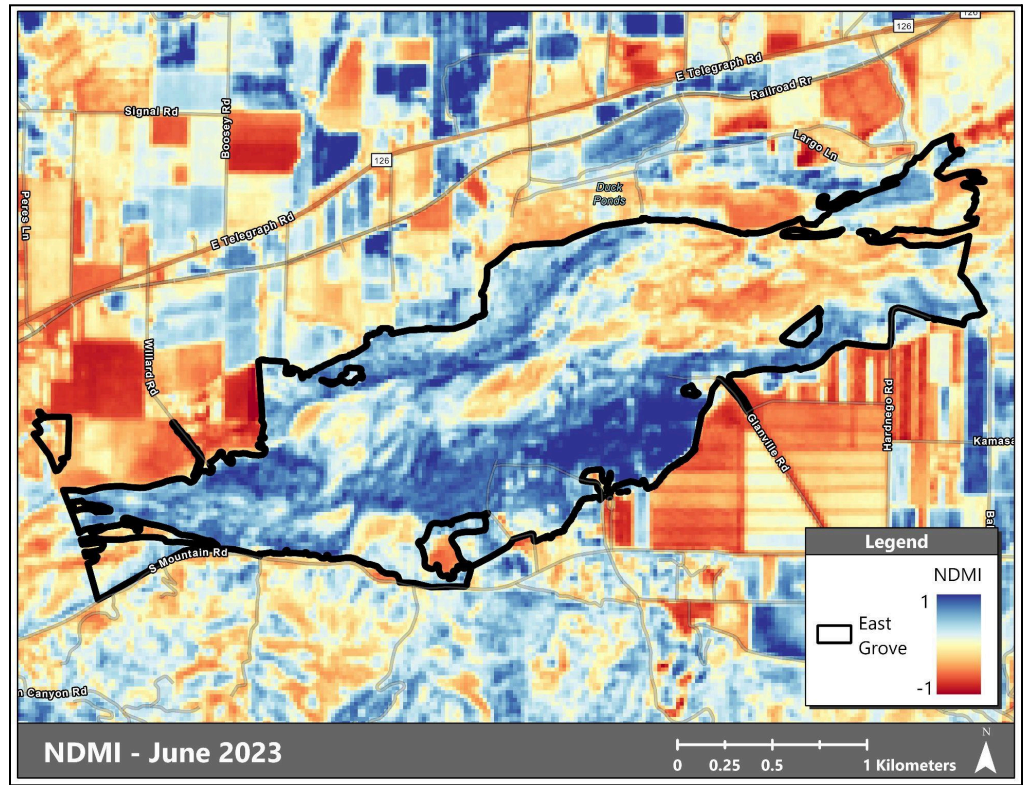 126
126
E Telegraph Rd
Railroad Rr
Signal Rd
Boosey Rd
Largo Ln
126
Duck
Ponds
Peres Ln
E Telegraph Rd
Willard Rd
Hardnego Rd
Glanville Rd
Kamasa
Bal
S Mountain Rd
n Canyon Rd
Legend
NDMI
1
East
Grove
-1
NDMI - June 2023
N
0 0.25 0.5 1 Kilometers